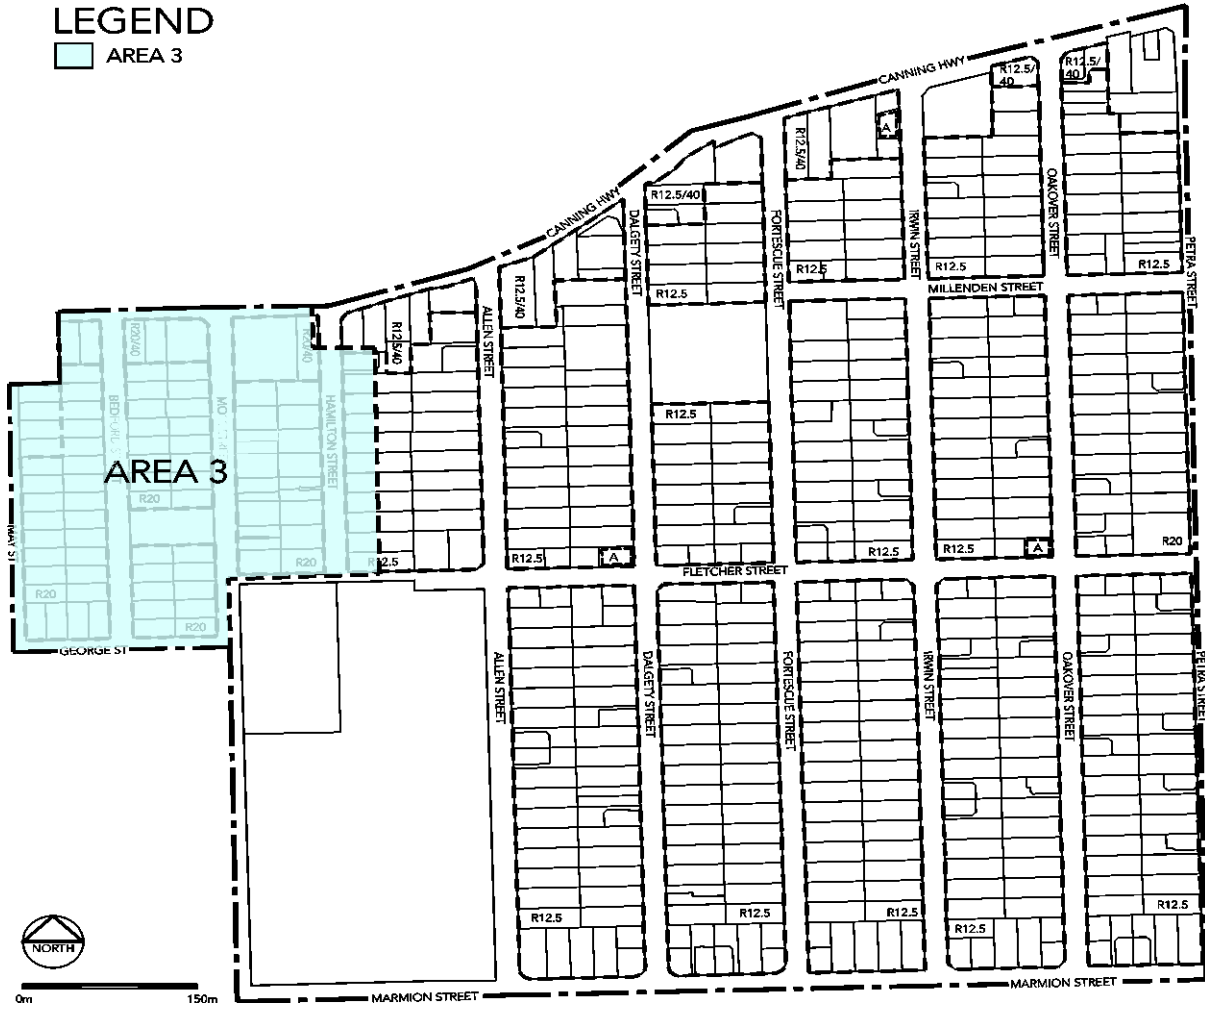 LEGEND
AREA 3
CANNING HWY
R12.5/
40
R12.5/
40
A
R12.5/40
CANNING HWY
R12.5/40
DALGETY STREET
FORTESCUE STREET
IRWIN STREET
OAKOVER STREET
PETRA STREET
R12.5
R12.5
R12.5
R12.5
MILLENDEN STREET
R12.5/40
ALLEN STREET
R12.5/40
R20/40
R20/40
HAMILTON STREET
R12.5
AREA 3
R20
MAY ST
R20
R12.5
R12.5
A
R12.5
R12.5
A
R20
FLETCHER STREET
R20
R20
GEORGE ST
ALLEN STREET
DALGETY STREET
FORTESCUE STREET
IRWIN STREET
OAKOVER STREET
PETRA STREET
R12.5
R12.5
R12.5
R12.5
R12.5
NORTH
0m
150m
MARMION STREET
MARMION STREET